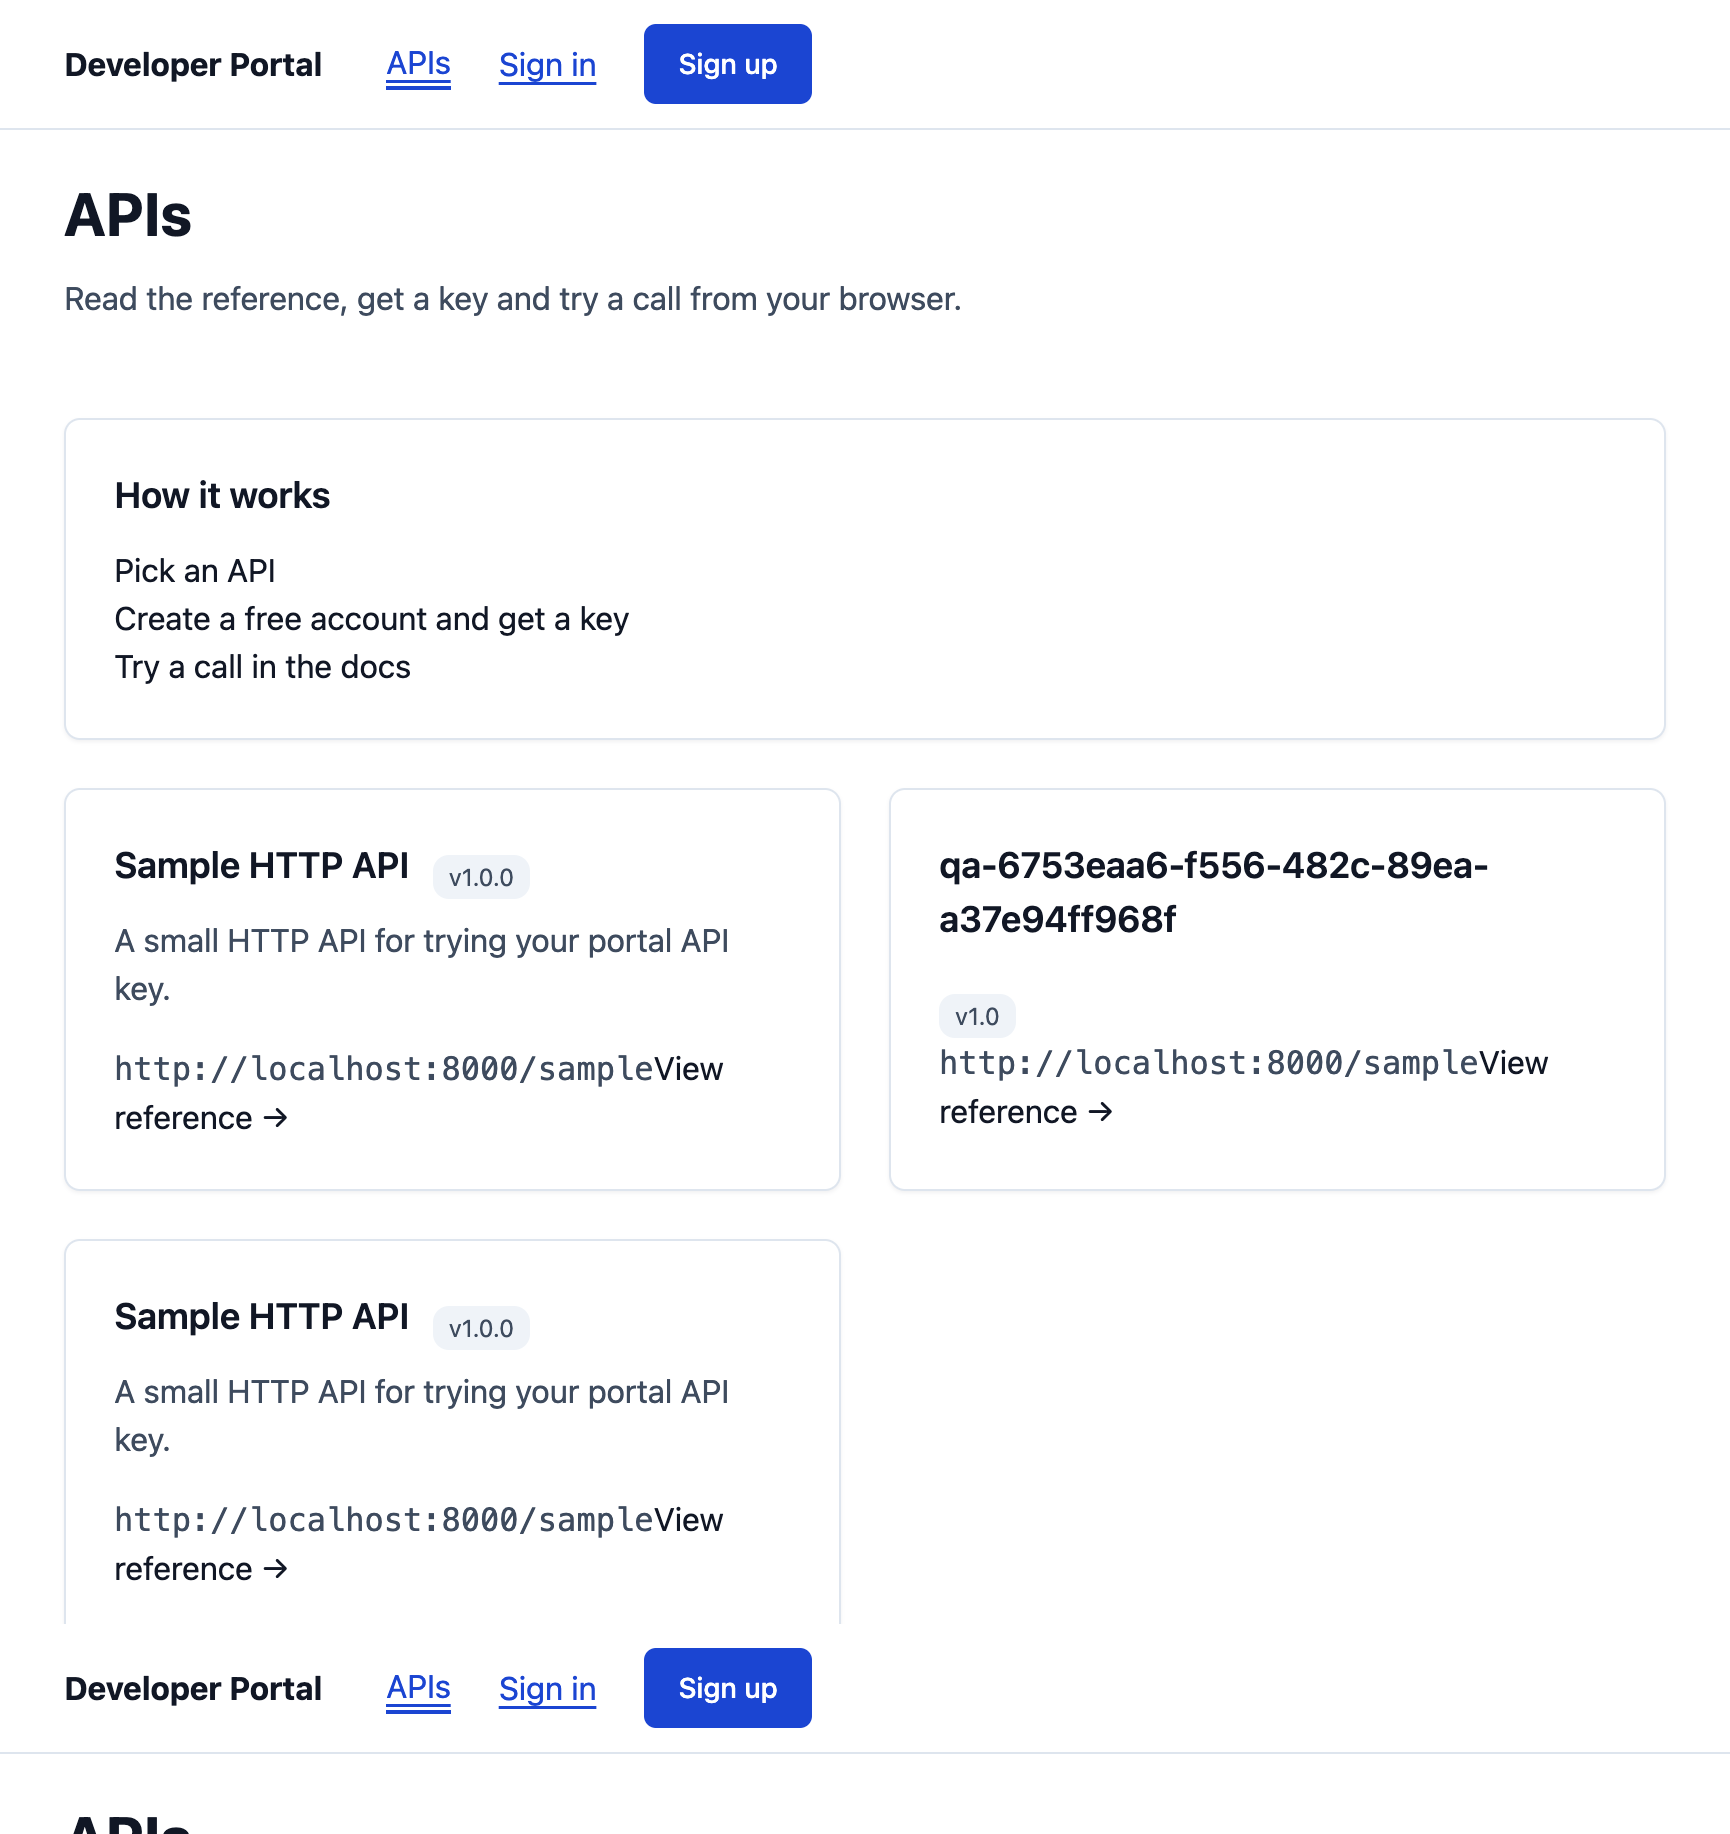 Developer Portal APIs Sign in Sign up
APIs
Read the reference, get a key and try a call from your browser.
How it works
Pick an API
Create a free account and get a key
Try a call in the docs
Sample HTTP API v1.0.0
A small HTTP API for trying your portal API
key.
http://localhost:8000/sampleView
reference →
qa-6753eaa6-f556-482c-89ea-
a37e94ff968f
v1.0
http://localhost:8000/sampleView
reference →
Sample HTTP API v1.0.0
A small HTTP API for trying your portal API
key.
http://localhost:8000/sampleView
reference →
Developer Portal APIs Sign in Sign up
APIs